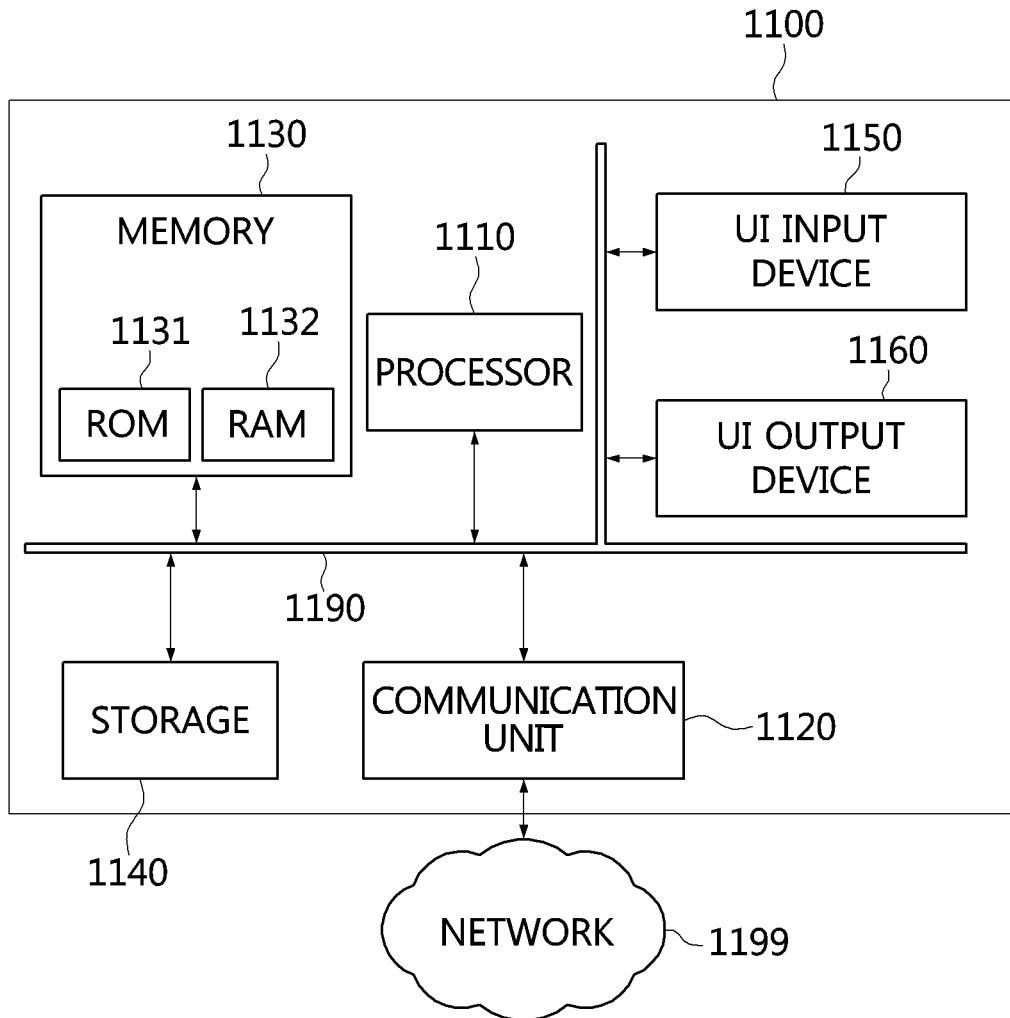 1100
1130
1150
MEMORY
1110
UI INPUT
DEVICE
1131
1132
1160
PROCESSOR
ROM
RAM
UI OUTPUT
DEVICE
1190
STORAGE
COMMUNICATION
UNIT
1120
1140
NETWORK
1199